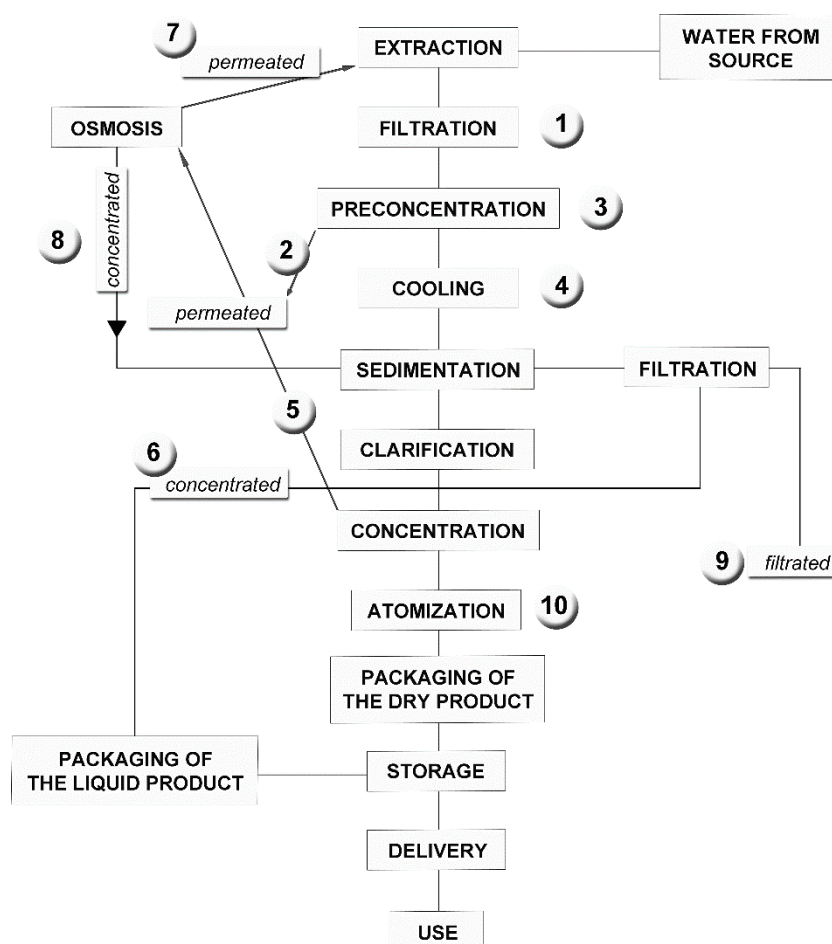 7
permeated
EXTRACTION
WATER FROM
SOURCE
OSMOSIS
FILTRATION
1
8
concentrated
PRECONCENTRATION
3
2
COOLING
4
permeated
SEDIMENTATION
FILTRATION
5
CLARIFICATION
6
concentrated
CONCENTRATION
9
filtrated
ATOMIZATION
10
PACKAGING OF
THE DRY PRODUCT
PACKAGING OF
THE LIQUID PRODUCT
STORAGE
DELIVERY
USE